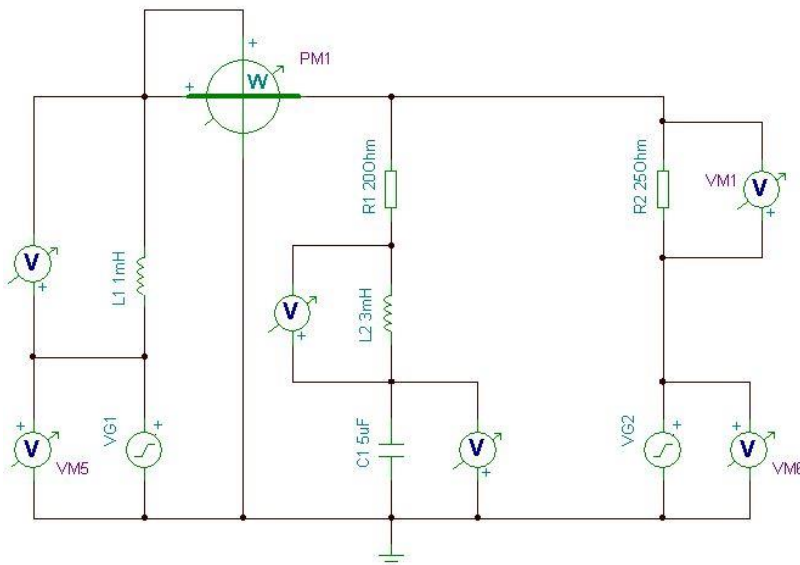 +
W
PM1
+
R1 20Ohm
R2 25Ohm
VM1
V
+
V
+
L1 1mH
V
+
L2 3mH
+
V
VM5
VG1
+
C1 5uF
V
+
VG2
+
+
V
VM6